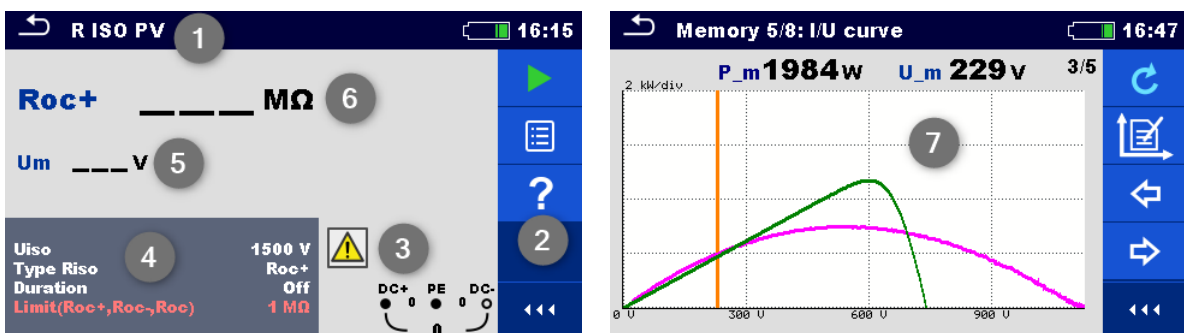 R ISO PV
1
16:15
Roc+ _ _ _ MΩ
6
Um _ _ _ V
5
?
2
Uiso 1500 V
Type Riso Roc+
Duration Off
Limit(Roc+,Roc-,Roc) 1 MΩ
4
3
DC+ PE DC-
0 0
0
Memory 5/8: I/U curve
16:47
P_m 1984 W U_m 229 V 3/5
2 kW/div
7
0 U 300 U 600 U 900 U